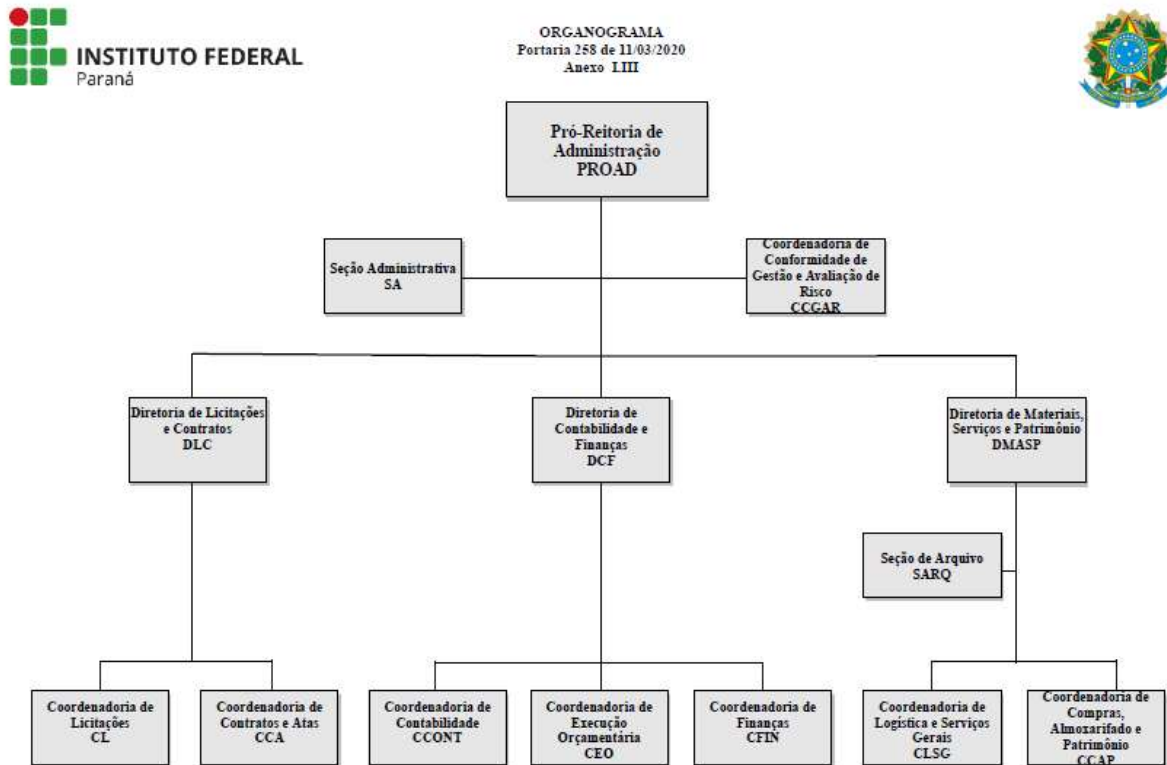 INSTITUTO FEDERAL
Paraná
ORGANOGRAMA
Portaria 258 de 11/03/2020
Anexo LIII
Pró-Reitoria de
Administração
PROAD
Seção Administrativa
SA
Coordenadoria de
Conformidade de
Gestão e Avaliação de
Risco
CCGAR
Diretoria de Licitações
e Contratos
DLC
Diretoria de
Contabilidade e
Finanças
DCF
Diretoria de Materiais,
Serviços e Patrimônio
DMASP
Seção de Arquivo
SARQ
Coordenadoria de
Licitações
CL
Coordenadoria de
Contratos e Atas
CCA
Coordenadoria de
Contabilidade
CCONT
Coordenadoria de
Execução
Orçamentária
CEO
Coordenadoria de
Finanças
CFIN
Coordenadoria de
Logística e Serviços
Gerais
CLSG
Coordenadoria de
Compras,
Almoxarifado e
Patrimônio
CCAP